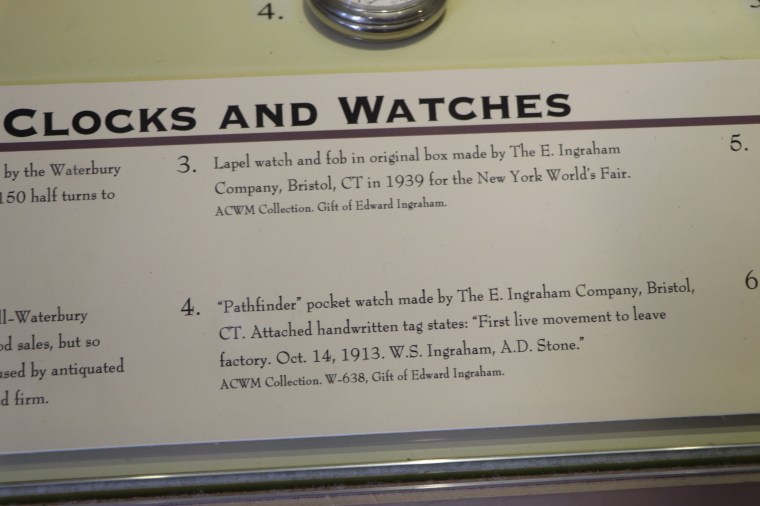 4.
CLOCKS AND WATCHES
by the Waterbury
150 half turns to
3. Lapel watch and fob in original box made by The E. Ingraham
Company, Bristol, CT in 1939 for the New York World's Fair.
ACWM Collection. Gift of Edward Ingraham.
5.
ll-Waterbury
od sales, but so
used by antiquated
d firm.
4. "Pathfinder" pocket watch made by The E. Ingraham Company, Bristol,
CT. Attached handwritten tag states: "First live movement to leave
factory. Oct. 14, 1913. W.S. Ingraham, A.D. Stone."
ACWM Collection. W-638, Gift of Edward Ingraham.
6